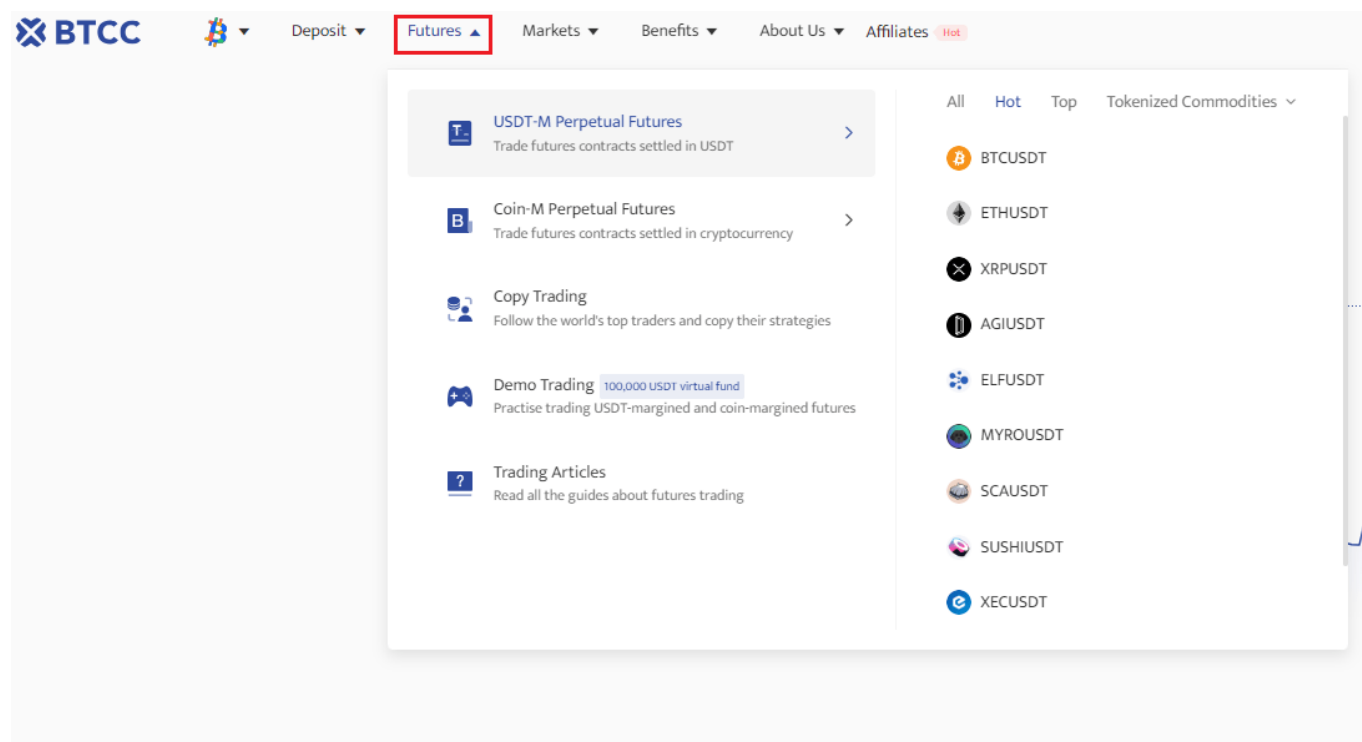 BTCC
Deposit
Futures
Markets
Benefits
About Us
Affiliates Hot
USDT-M Perpetual Futures
Trade futures contracts settled in USDT
Coin-M Perpetual Futures
Trade futures contracts settled in cryptocurrency
Copy Trading
Follow the world's top traders and copy their strategies
Demo Trading 100,000 USDT virtual fund
Practise trading USDT-margined and coin-margined futures
Trading Articles
Read all the guides about futures trading
All Hot Top Tokenized Commodities
BTCUSDT
ETHUSDT
XRPUSDT
AGIUSDT
ELFUSDT
MYROUSDT
SCAUSDT
SUSHIUSDT
XECUSDT